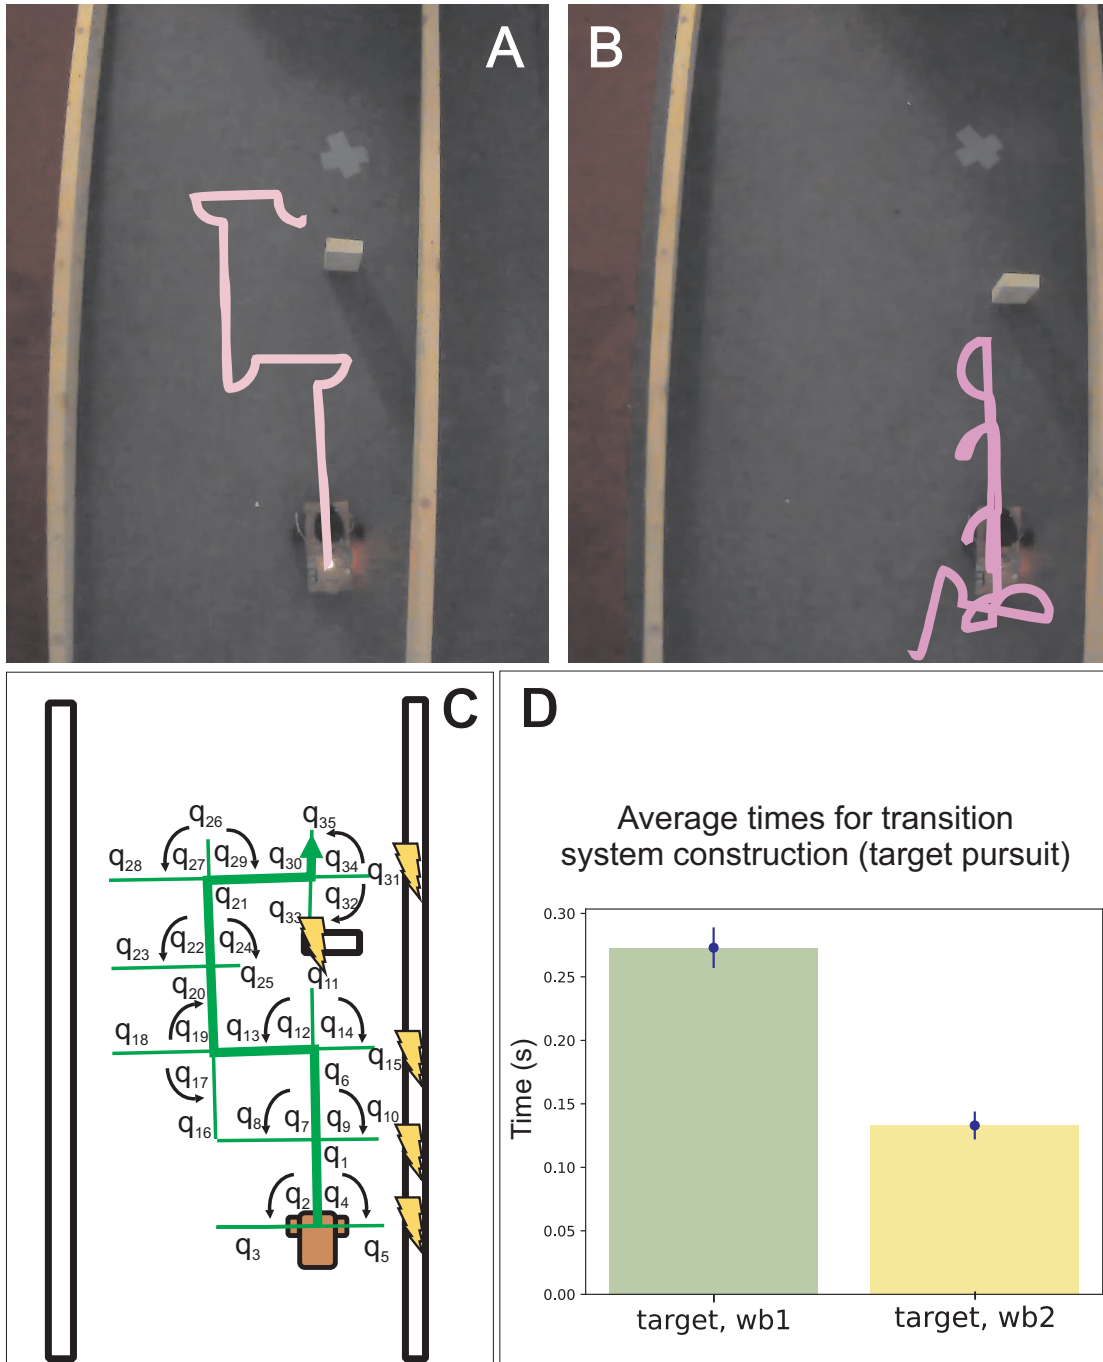 A
B
C
q₂₆
q₃₅
q₂₈ q₂₇ q₂₉ q₃₀ q₃₄ q₃₁
q₂₁ q₃₃ q₃₂
q₂₃ q₂₂ q₂₄
q₂₀ q₂₅ q₁₁
q₁₈ q₁₉ q₁₃ q₁₂ q₁₄ q₁₅
q₁₇ q₆
q₁₆ q₈ q₇ q₉ q₁₀
q₁
q₂ q₄
q₃ q₅
D
Average times for transition
system construction (target pursuit)
Time (s)
0.30
0.25
0.20
0.15
0.10
0.05
0.00
target, wb1 target, wb2